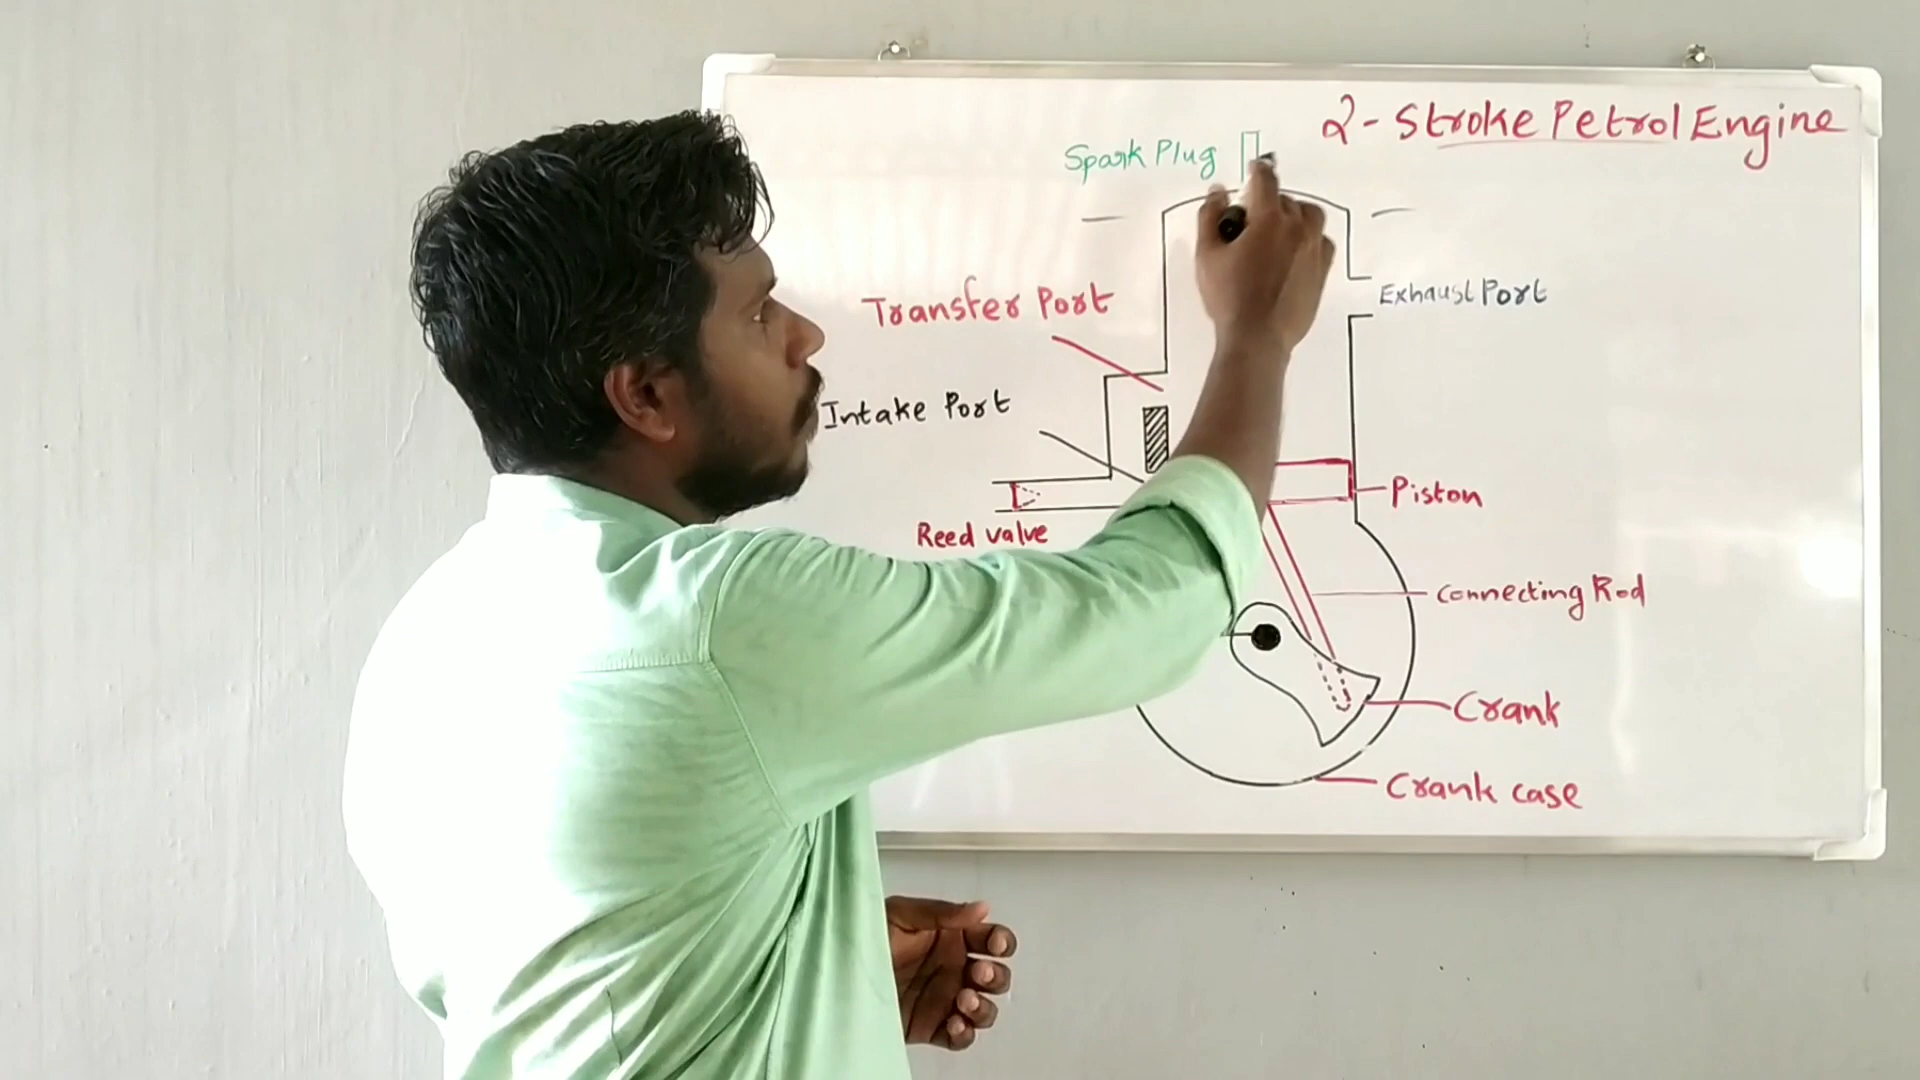 2-Stroke Petrol Engine
Spark Plug
Exhaust Port
Transfer Port
Intake Port
Piston
Reed valve
Connecting Rod
Crank
Crank case